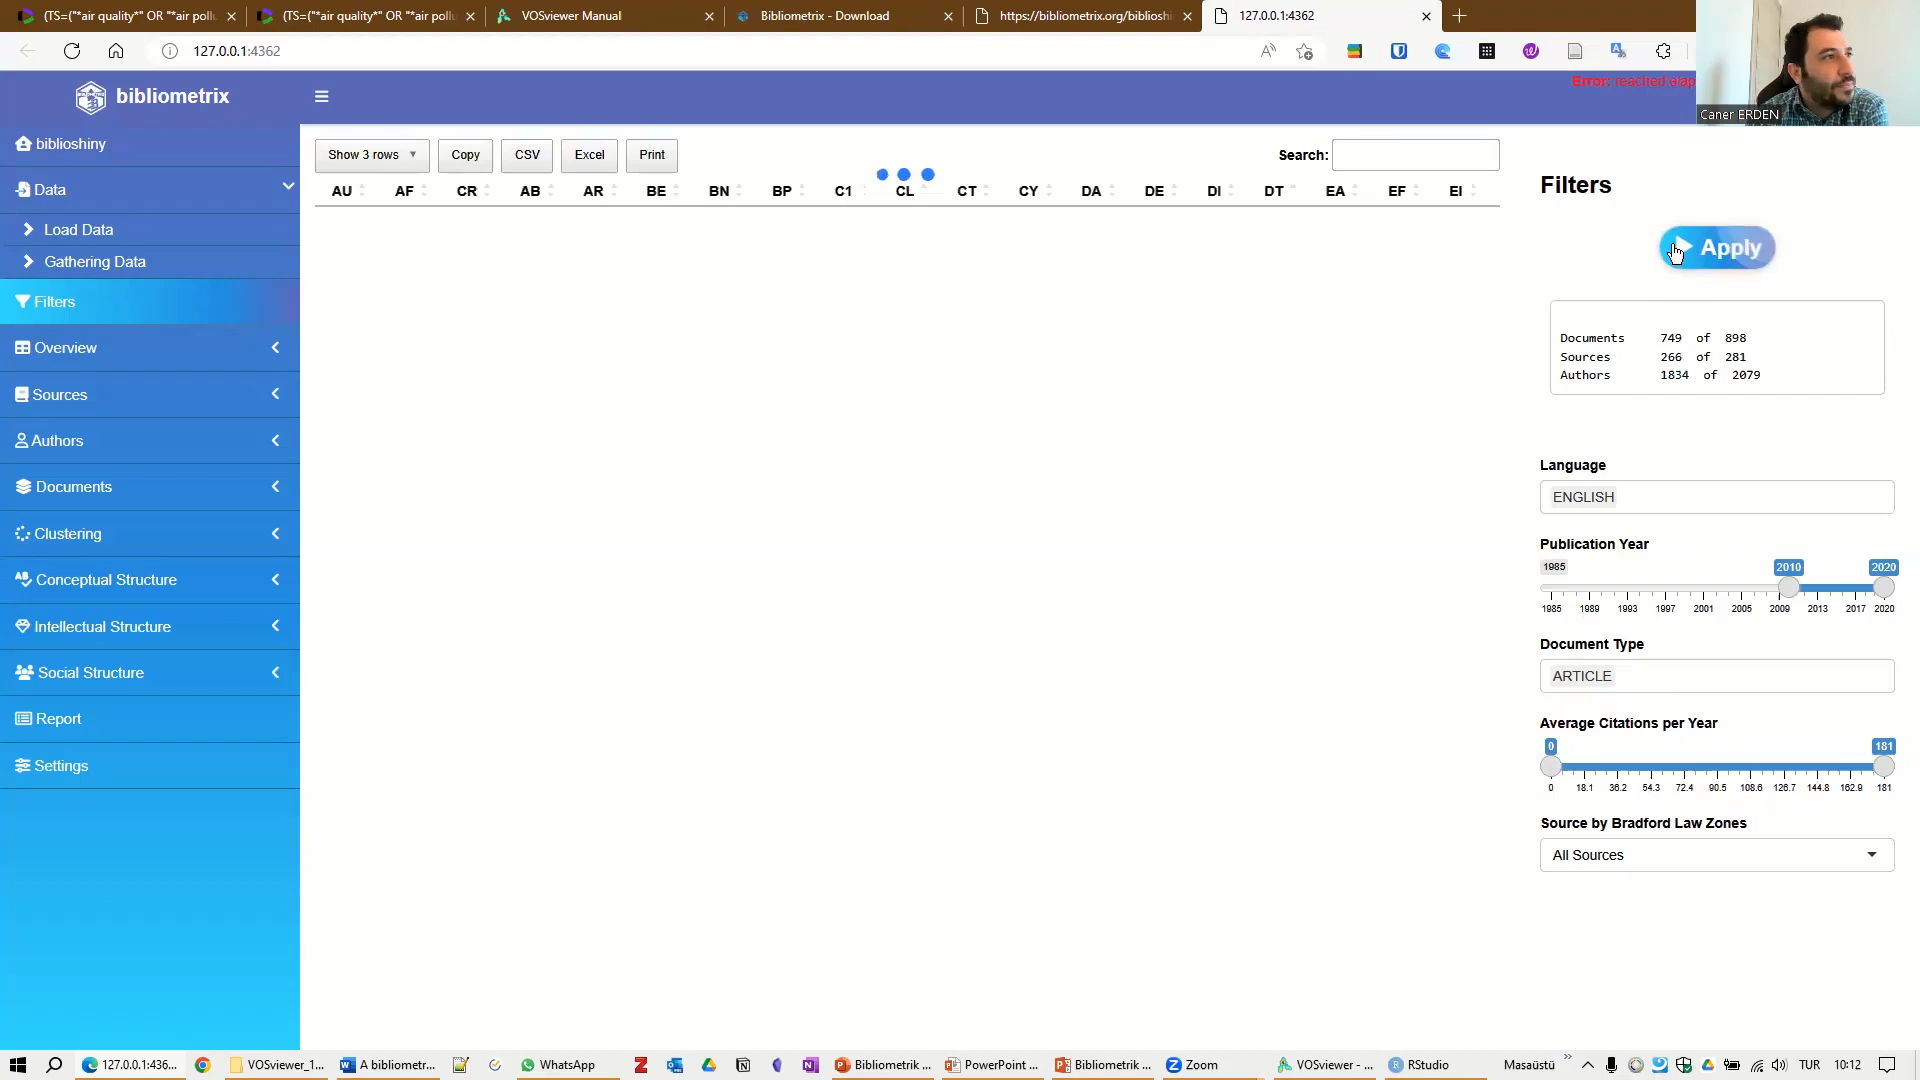 ("TS=("*air quality*" OR "*air pollu
(TS=("*air quality*" OR "*air pollu
VOSviewer Manual
Bibliometrix - Download
https://bibliometrix.org/bibliosh
127.0.0.1:4362
127.0.0.1:4362
bibliometrix
Error: reached elap
Caner ERDEN
biblioshiny
Data
Load Data
Gathering Data
Filters
Overview
Sources
Authors
Documents
Clustering
Conceptual Structure
Intellectual Structure
Social Structure
Report
Settings
Show 3 rows
Copy
CSV
Excel
Print
Search:
AU AF CR AB AR BE BN BP C1 CL CT CY DA DE DI DT EA EF EI
Filters
Apply
Documents 749 of 898
Sources 266 of 281
Authors 1834 of 2079
Language
ENGLISH
Publication Year
1985 2010 2020
1985 1989 1993 1997 2001 2005 2009 2013 2017 2020
Document Type
ARTICLE
Average Citations per Year
0 181
0 18.1 36.2 54.3 72.4 90.5 108.6 126.7 144.8 162.9 181
Source by Bradford Law Zones
All Sources
127.0.0.1:436...
VOSviewer_1...
A bibliometr...
WhatsApp
Bibliometrik ...
PowerPoint ...
Bibliometrik ...
Zoom
VOSviewer - ...
RStudio
Masaüstü
TUR
10:12